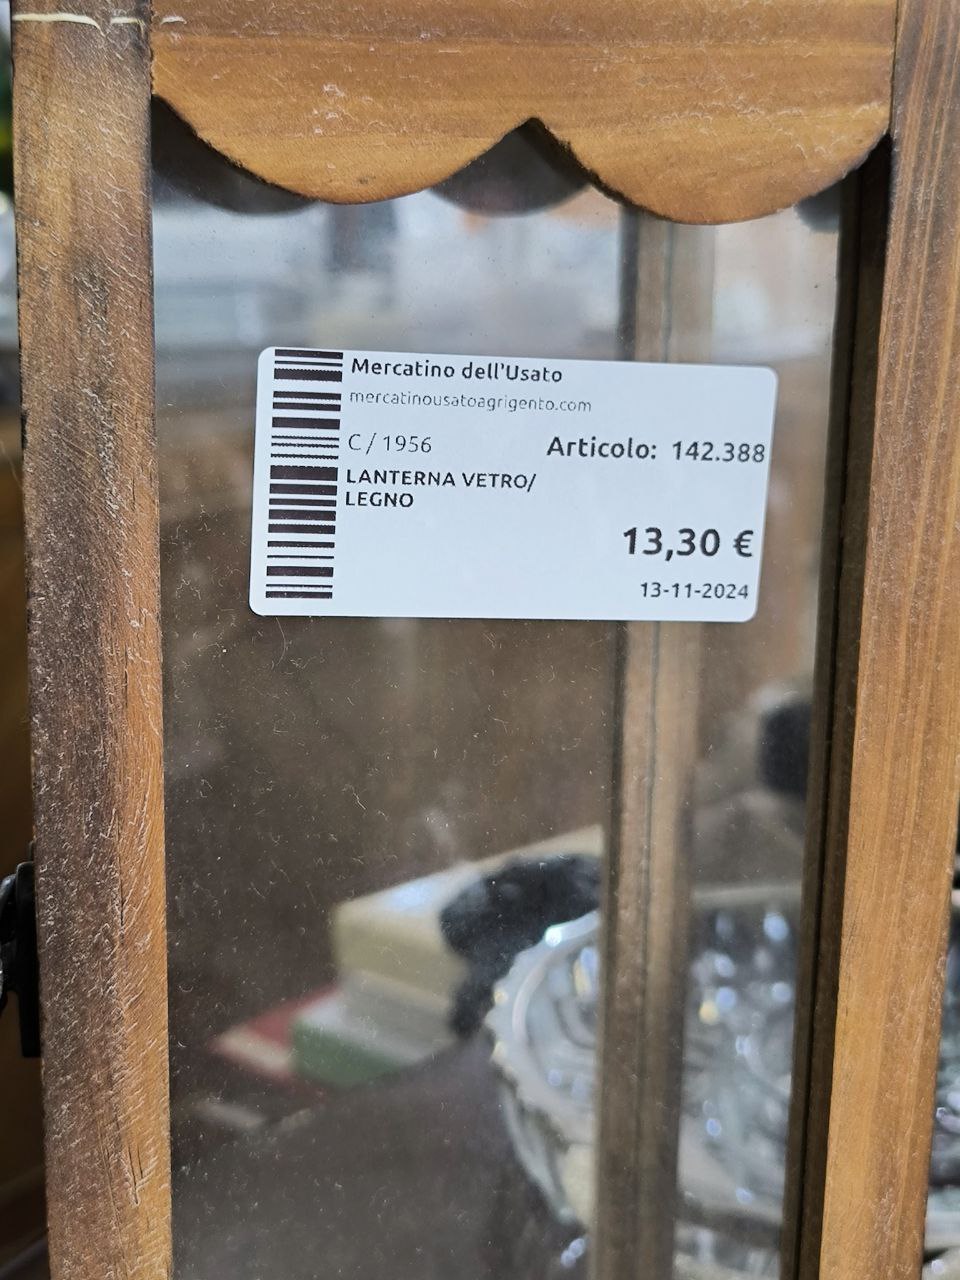 Mercatino dell'Usato
mercatinousatoagrigento.com
C / 1956 Articolo: 142.388
LANTERNA VETRO/
LEGNO
13,30 €
13-11-2024